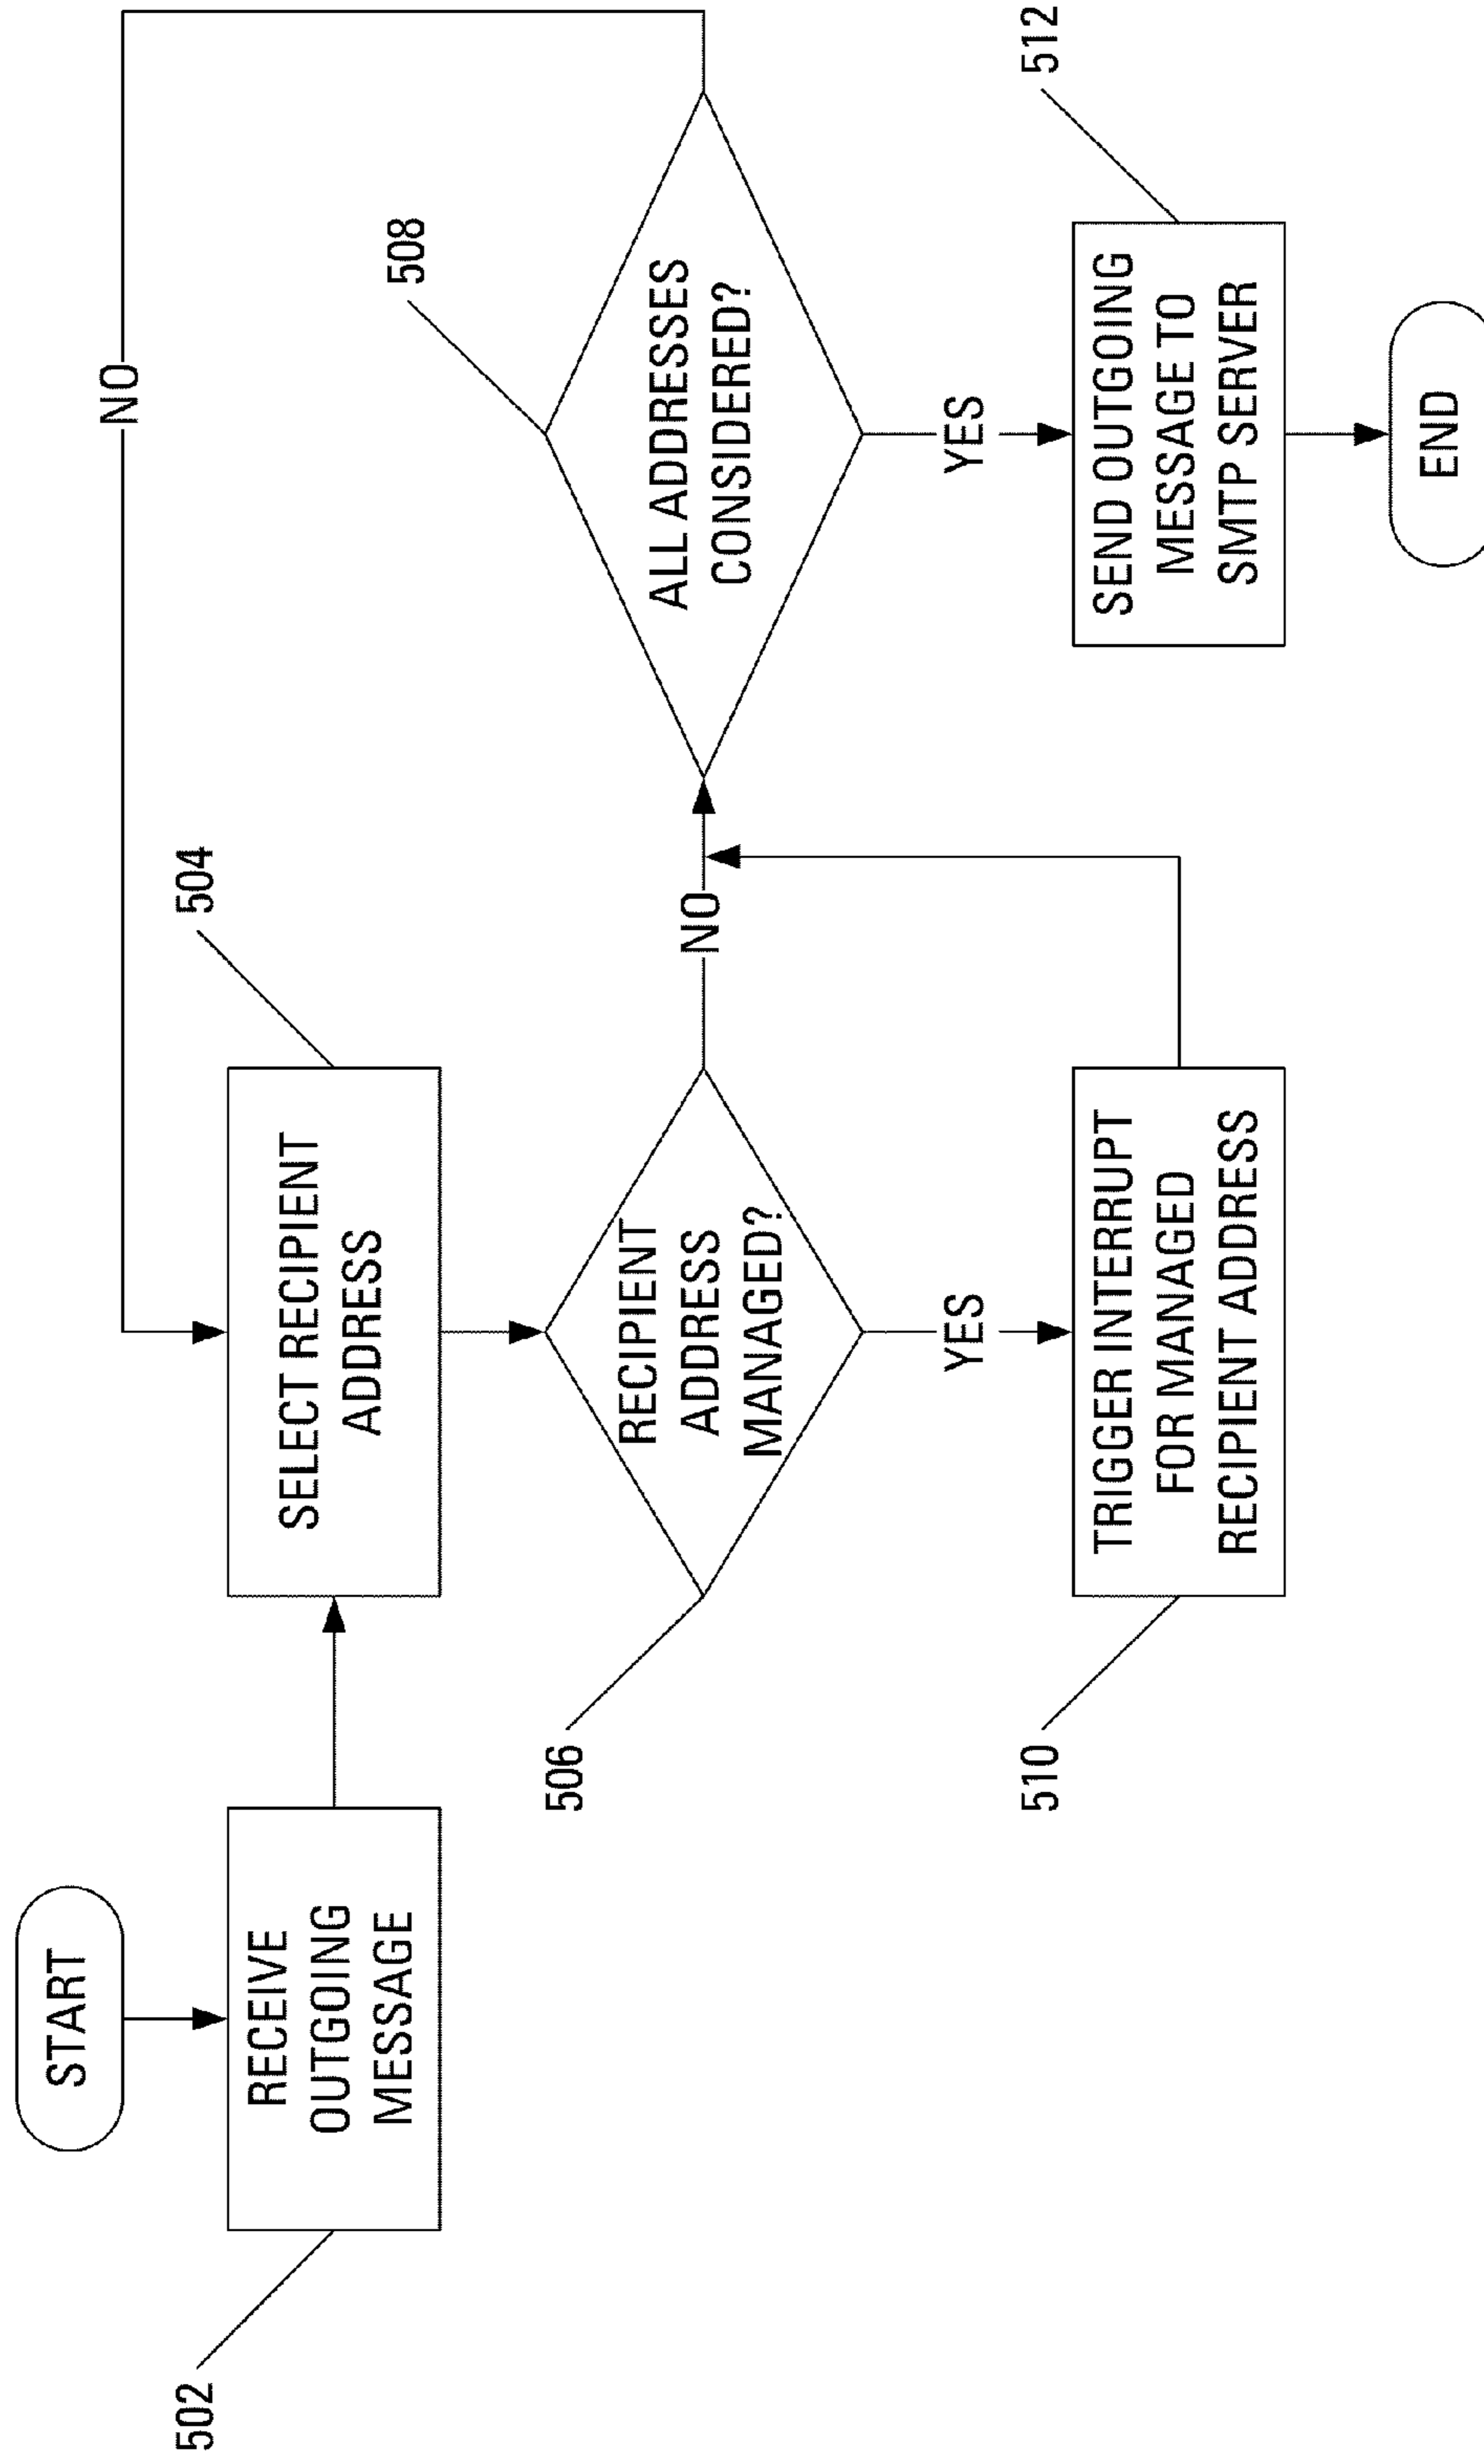 START
502
RECEIVE
OUTGOING
MESSAGE
504
SELECT RECIPIENT
ADDRESS
NO
506
RECIPIENT
ADDRESS
MANAGED?
NO
508
ALL ADDRESSES
CONSIDERED?
YES
YES
510
TRIGGER INTERRUPT
FOR MANAGED
RECIPIENT ADDRESS
512
SEND OUTGOING
MESSAGE TO
SMTP SERVER
END